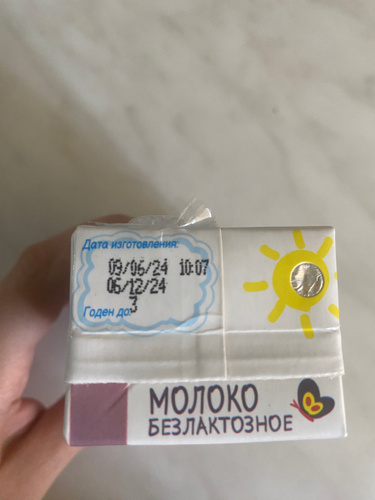 Дата изготовления:
09/06/24 10:07
06/12/24
3
Годен до:
МОЛОКО
БЕЗЛАКТОЗНОЕ